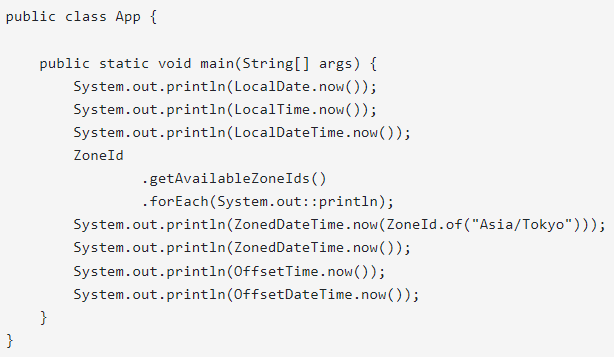 public class App {
    public static void main(String[] args) {
        System.out.println(LocalDate.now());
        System.out.println(LocalTime.now());
        System.out.println(LocalDateTime.now());
        ZoneId
                .getAvailableZoneIds()
                .forEach(System.out::println);
        System.out.println(ZonedDateTime.now(ZoneId.of("Asia/Tokyo")));
        System.out.println(ZonedDateTime.now());
        System.out.println(OffsetTime.now());
        System.out.println(OffsetDateTime.now());
    }
}